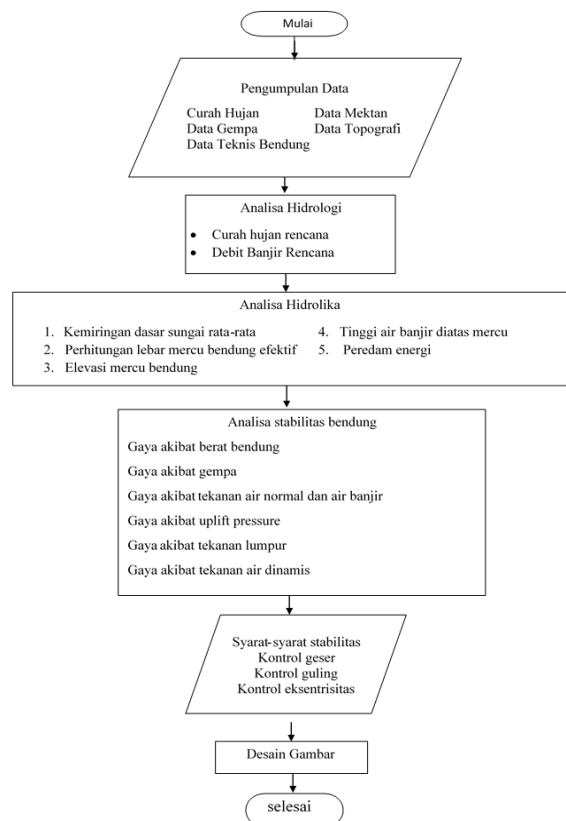 Mulai
Pengumpulan Data
Curah Hujan Data Mektan
Data Gempa Data Topografi
Data Teknis Bendung
Analisa Hidrologi
• Curah hujan rencana
• Debit Banjir Rencana
Analisa Hidrolika
1. Kemiringan dasar sungai rata-rata
2. Perhitungan lebar mercu bendung efektif
3. Elevasi mercu bendung
4. Tinggi air banjir diatas mercu
5. Peredam energi
Analisa stabilitas bendung
Gaya akibat berat bendung
Gaya akibat gempa
Gaya akibat tekanan air normal dan air banjir
Gaya akibat uplift pressure
Gaya akibat tekanan lumpur
Gaya akibat tekanan air dinamis
Syarat-syarat stabilitas
Kontrol geser
Kontrol guling
Kontrol eksentrisitas
Desain Gambar
selesai